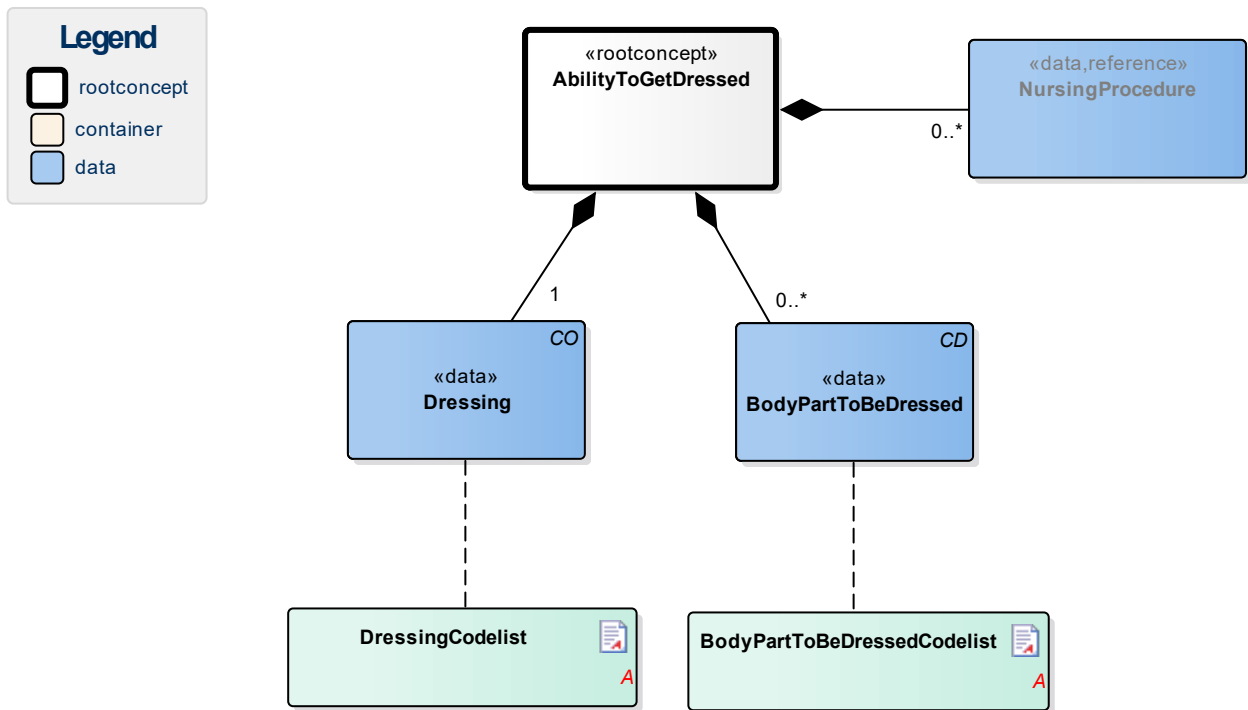 Legend
rootconcept
container
data
«rootconcept»
AbilityToGetDressed
«data,reference»
NursingProcedure
0..*
1
0..*
CO
«data»
Dressing
CD
«data»
BodyPartToBeDressed
DressingCodelist
A
BodyPartToBeDressedCodelist
A